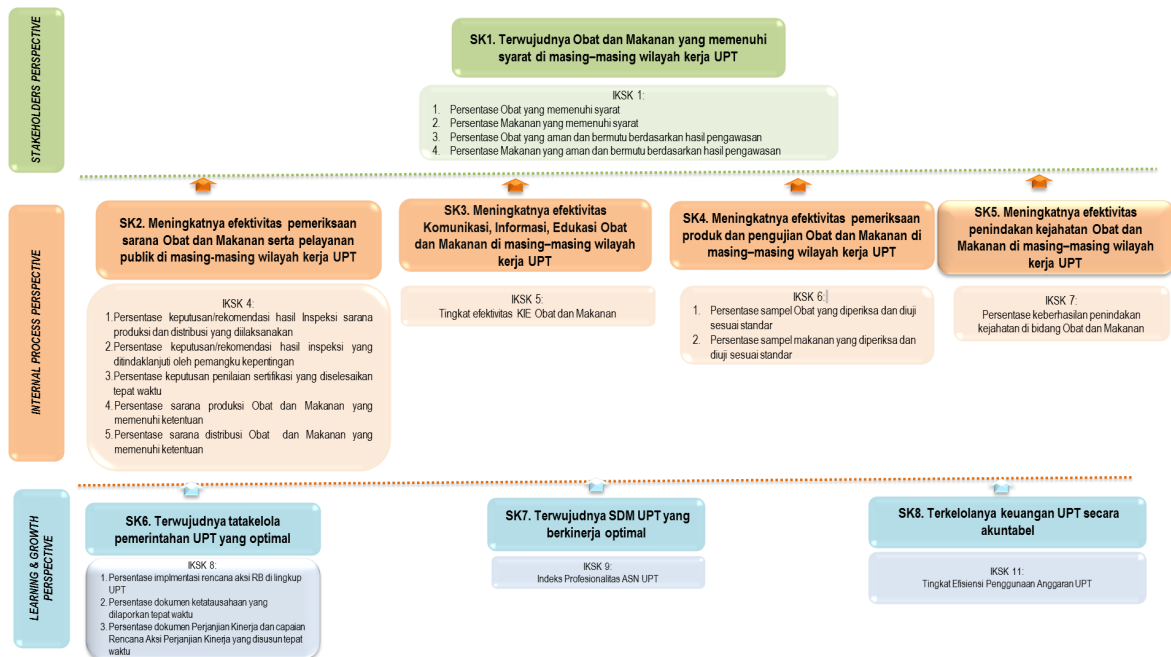 STAKEHOLDERS PERSPECTIVE
SK1. Terwujudnya Obat dan Makanan yang memenuhi
syarat di masing–masing wilayah kerja UPT
IKSK 1:
1. Persentase Obat yang memenuhi syarat
2. Persentase Makanan yang memenuhi syarat
3. Persentase Obat yang aman dan bermutu berdasarkan hasil pengawasan
4. Persentase Makanan yang aman dan bermutu berdasarkan hasil pengawasan
INTERNAL PROCESS PERSPECTIVE
SK2. Meningkatnya efektivitas pemeriksaan
sarana Obat dan Makanan serta pelayanan
publik di masing-masing wilayah kerja UPT
IKSK 4:
1. Persentase keputusan/rekomendasi hasil Inspeksi sarana
produksi dan distribusi yang dilaksanakan
2. Persentase keputusan/rekomendasi hasil inspeksi yang
ditindaklanjuti oleh pemangku kepentingan
3. Persentase keputusan penilaian sertifikasi yang diselesaikan
tepat waktu
4. Persentase sarana produksi Obat dan Makanan yang
memenuhi ketentuan
5. Persentase sarana distribusi Obat dan Makanan yang
memenuhi ketentuan
SK3. Meningkatnya efektivitas
Komunikasi, Informasi, Edukasi Obat
dan Makanan di masing–masing wilayah
kerja UPT
IKSK 5:
Tingkat efektivitas KIE Obat dan Makanan
SK4. Meningkatnya efektivitas pemeriksaan
produk dan pengujian Obat dan Makanan di
masing–masing wilayah kerja UPT
IKSK 6:
1. Persentase sampel Obat yang diperiksa dan diuji
sesuai standar
2. Persentase sampel makanan yang diperiksa dan
diuji sesuai standar
SK5. Meningkatnya efektivitas
penindakan kejahatan Obat dan
Makanan di masing–masing wilayah
kerja UPT
IKSK 7:
Persentase keberhasilan penindakan
kejahatan di bidang Obat dan Makanan
LEARNING & GROWTH
PERSPECTIVE
SK6. Terwujudnya tatakelola
pemerintahan UPT yang optimal
IKSK 8:
1. Persentase implmentasi rencana aksi RB di lingkup
UPT
2. Persentase dokumen ketatausahaan yang
dilaporkan tepat waktu
3. Persentase dokumen Perjanjian Kinerja dan capaian
Rencana Aksi Perjanjian Kinerja yang disusun tepat
waktu
SK7. Terwujudnya SDM UPT yang
berkinerja optimal
IKSK 9:
Indeks Profesionalitas ASN UPT
SK8. Terkelolanya keuangan UPT secara
akuntabel
IKSK 11:
Tingkat Efisiensi Penggunaan Anggaran UPT